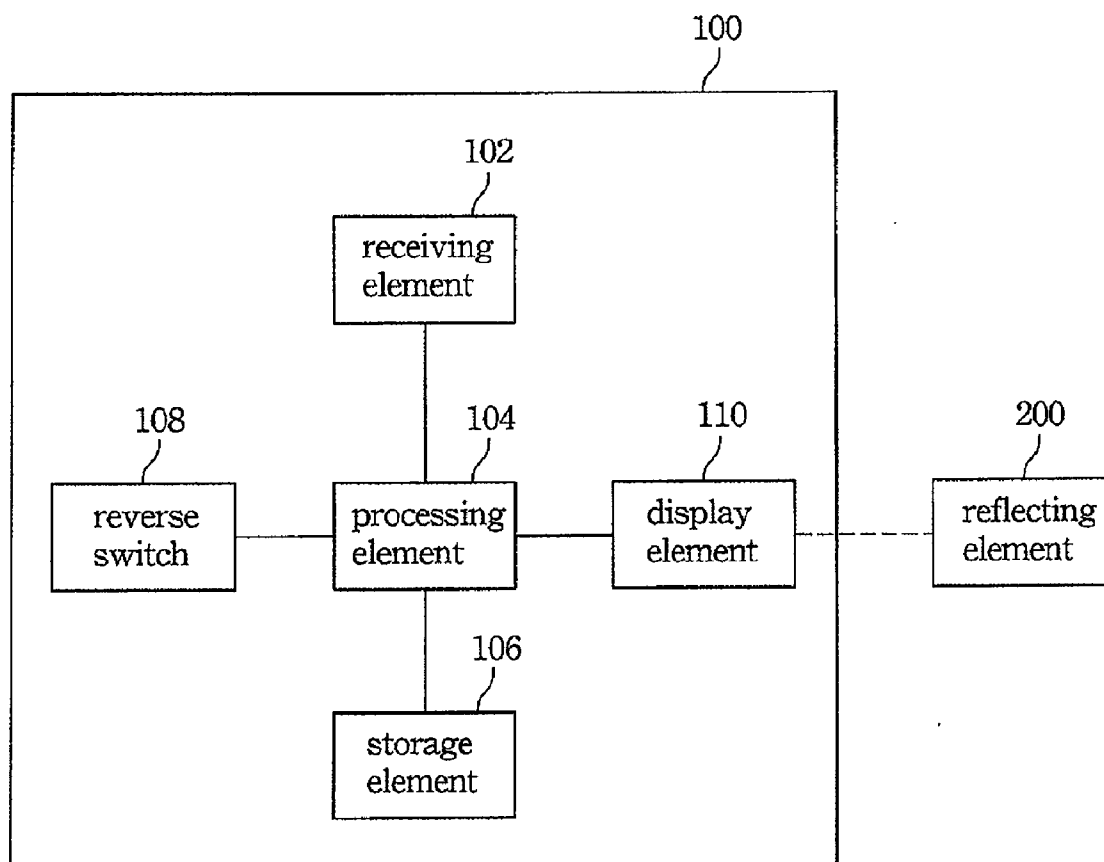 100
102
receiving
element
108
104
110
200
reverse
switch
processing
element
display
element
reflecting
element
106
storage
element